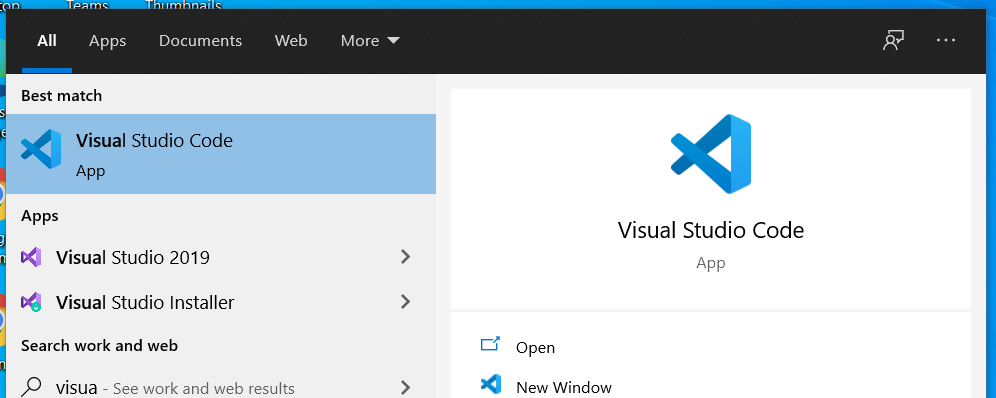 Teams Thumbnails
All Apps Documents Web More
Best match
Visual Studio Code
App
Apps
Visual Studio 2019
Visual Studio Installer
Search work and web
visua - See work and web results
Visual Studio Code
App
Open
New Window